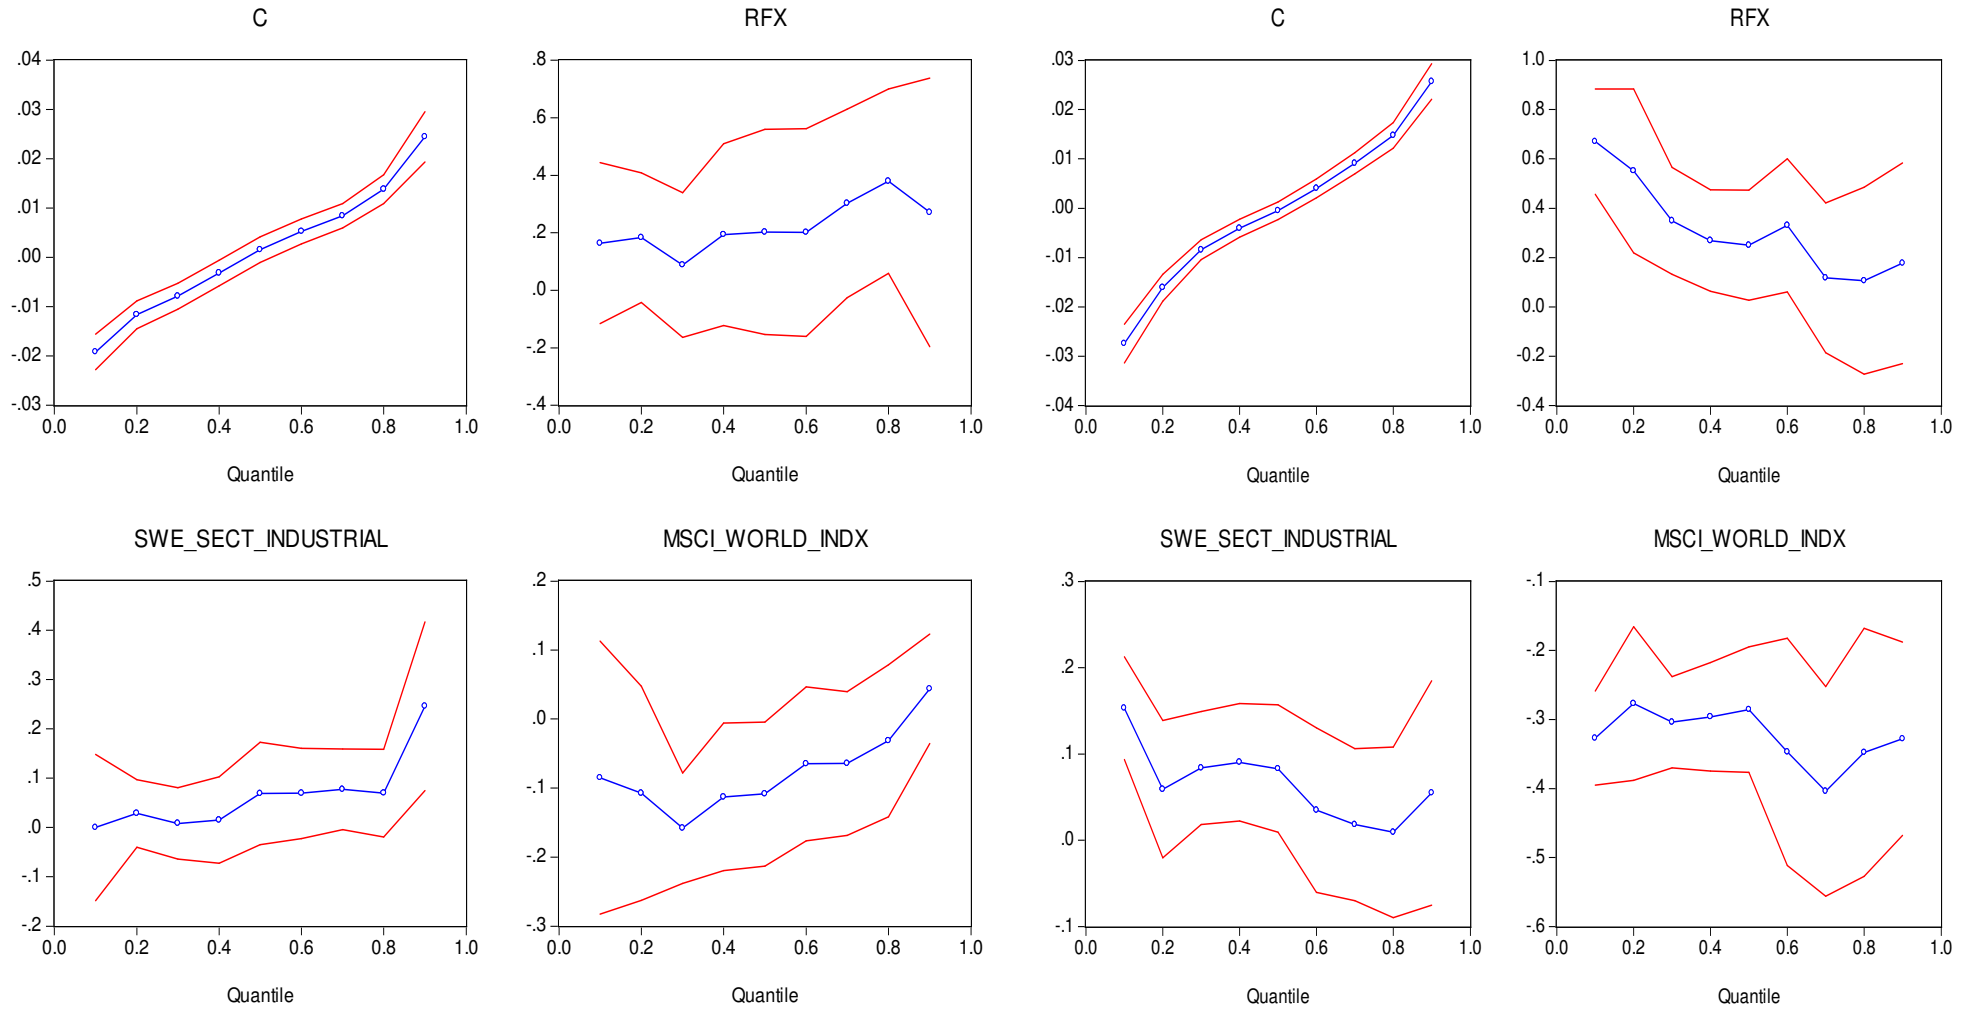 C
RFX
C
RFX
.04
.03
.02
.01
.00
-.01
-.02
-.03
0.0 0.2 0.4 0.6 0.8 1.0
Quantile
.8
.6
.4
.2
.0
-.2
-.4
0.0 0.2 0.4 0.6 0.8 1.0
Quantile
.03
.02
.01
.00
-.01
-.02
-.03
-.04
0.0 0.2 0.4 0.6 0.8 1.0
Quantile
1.0
0.8
0.6
0.4
0.2
0.0
-0.2
-0.4
0.0 0.2 0.4 0.6 0.8 1.0
Quantile
SWE_SECT_INDUSTRIAL
MSCI_WORLD_INDX
SWE_SECT_INDUSTRIAL
MSCI_WORLD_INDX
.5
.4
.3
.2
.1
.0
-.1
-.2
0.0 0.2 0.4 0.6 0.8 1.0
Quantile
.2
.1
.0
-.1
-.2
-.3
0.0 0.2 0.4 0.6 0.8 1.0
Quantile
.3
.2
.1
.0
-.1
0.0 0.2 0.4 0.6 0.8 1.0
Quantile
-.1
-.2
-.3
-.4
-.5
-.6
0.0 0.2 0.4 0.6 0.8 1.0
Quantile